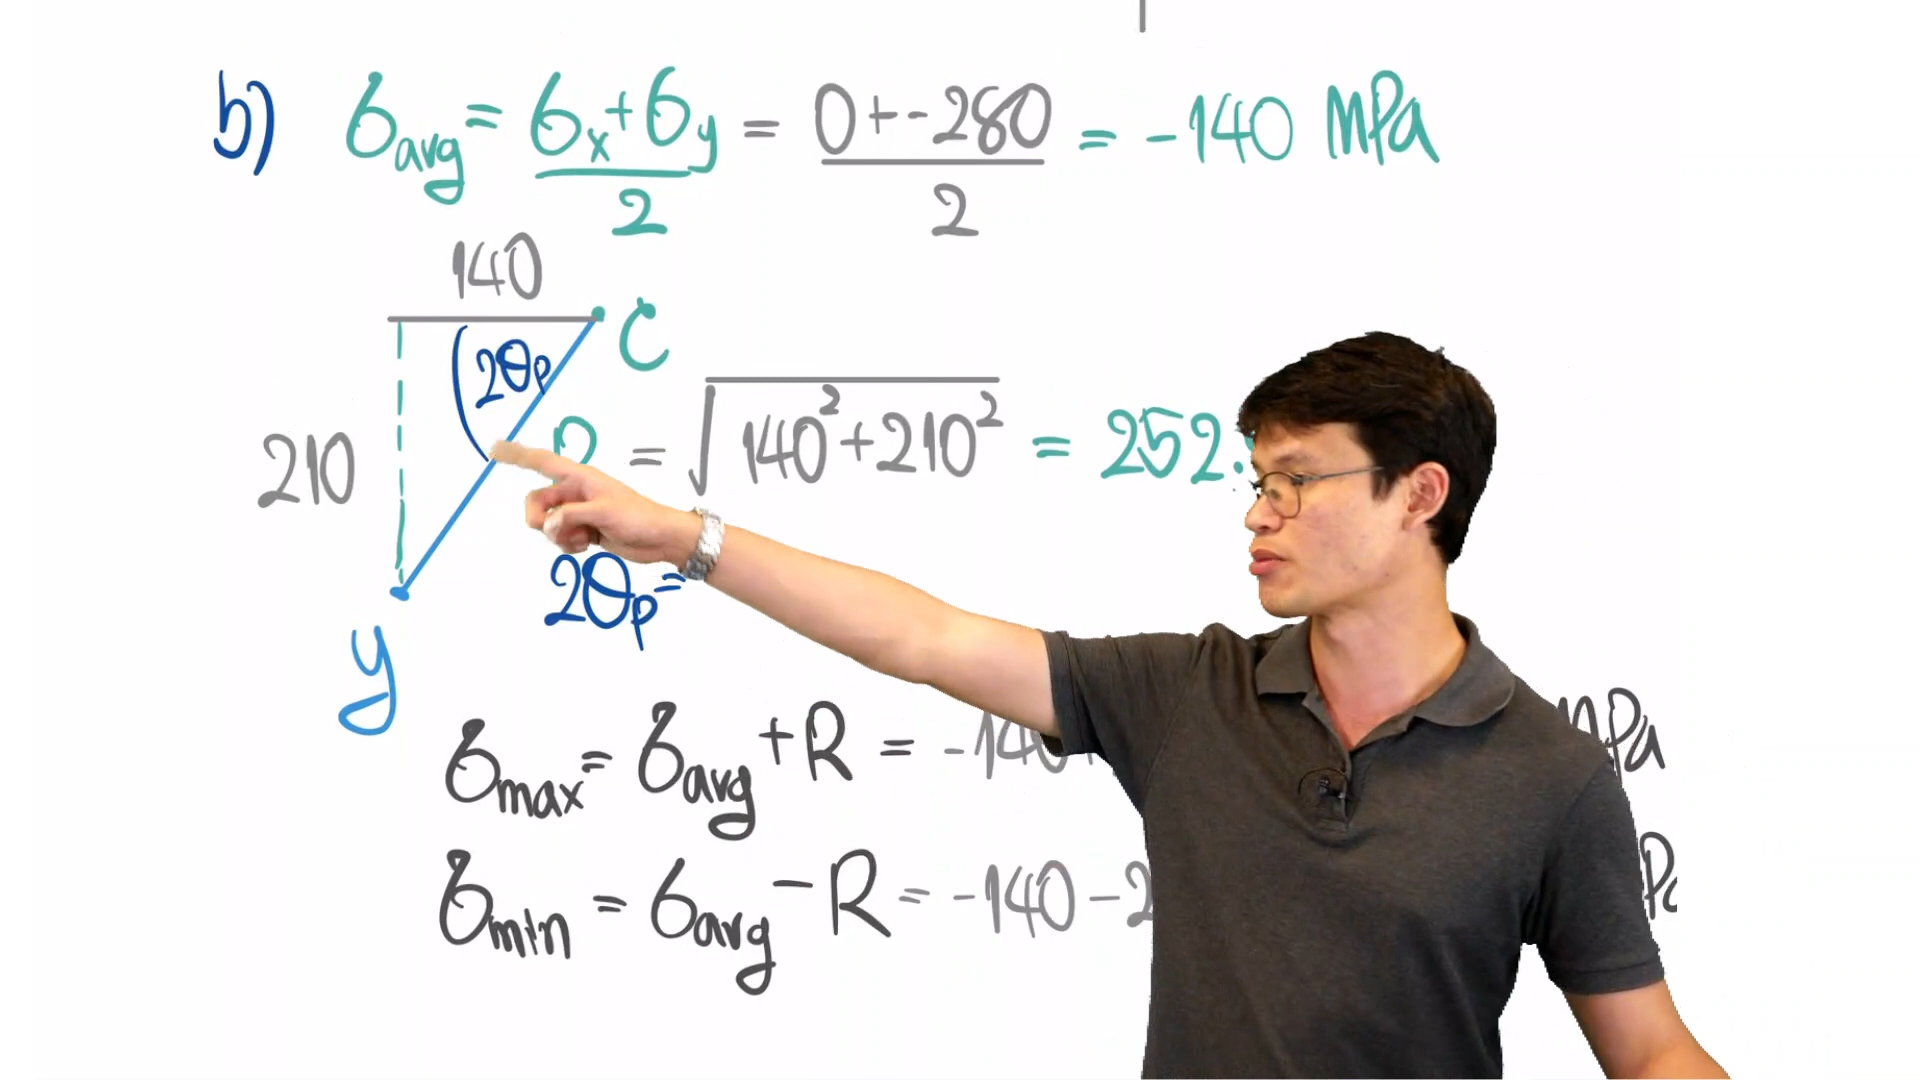 b) σavg = σx+σy/2 = 0+-280/2 = -140 MPa
140
C
2θp
210
= √140²+210² = 252.
2θp =
y
σmax = σavg + R = -140
MPa
σmin = σavg - R = -140 - 2